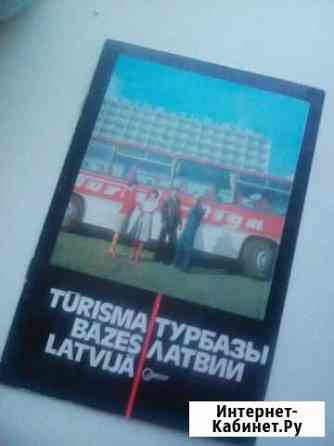 TŪRISMA
BĀZES
LATVIJĀ
ТУРБАЗЫ
ЛАТВИИ
Интернет-
Кабинет.Ру